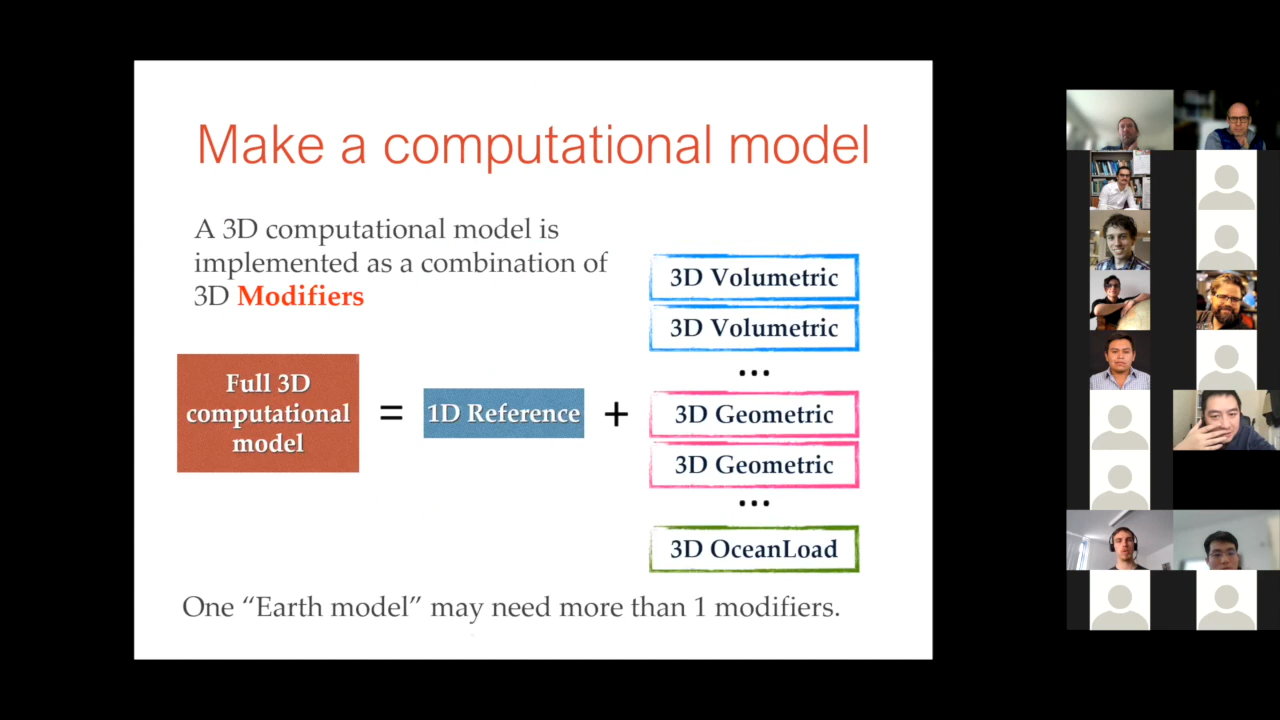 Make a computational model
A 3D computational model is
implemented as a combination of
3D Modifiers
3D Volumetric
3D Volumetric
...
Full 3D
computational
model
=
1D Reference
+
3D Geometric
3D Geometric
...
3D OceanLoad
One “Earth model” may need more than 1 modifiers.